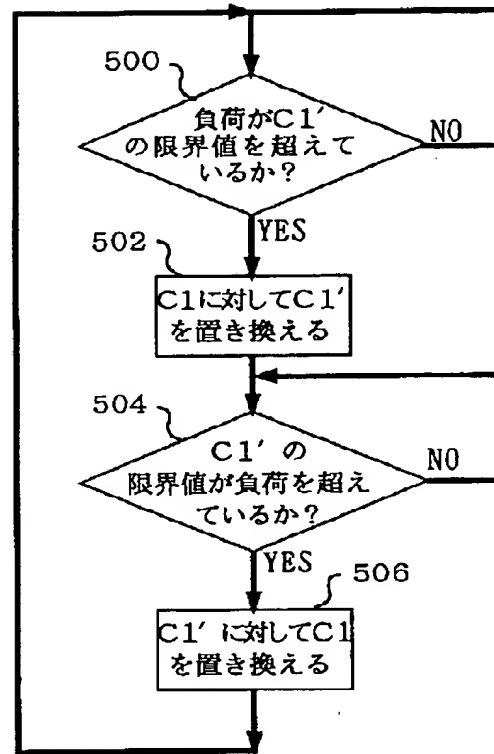 500
負荷がC1′
の限界値を超えて
いるか？
NO
YES
502
C1に対してC1′
を置き換える
504
C1′の
限界値が負荷を超え
ているか？
NO
YES
506
C1′に対してC1
を置き換える